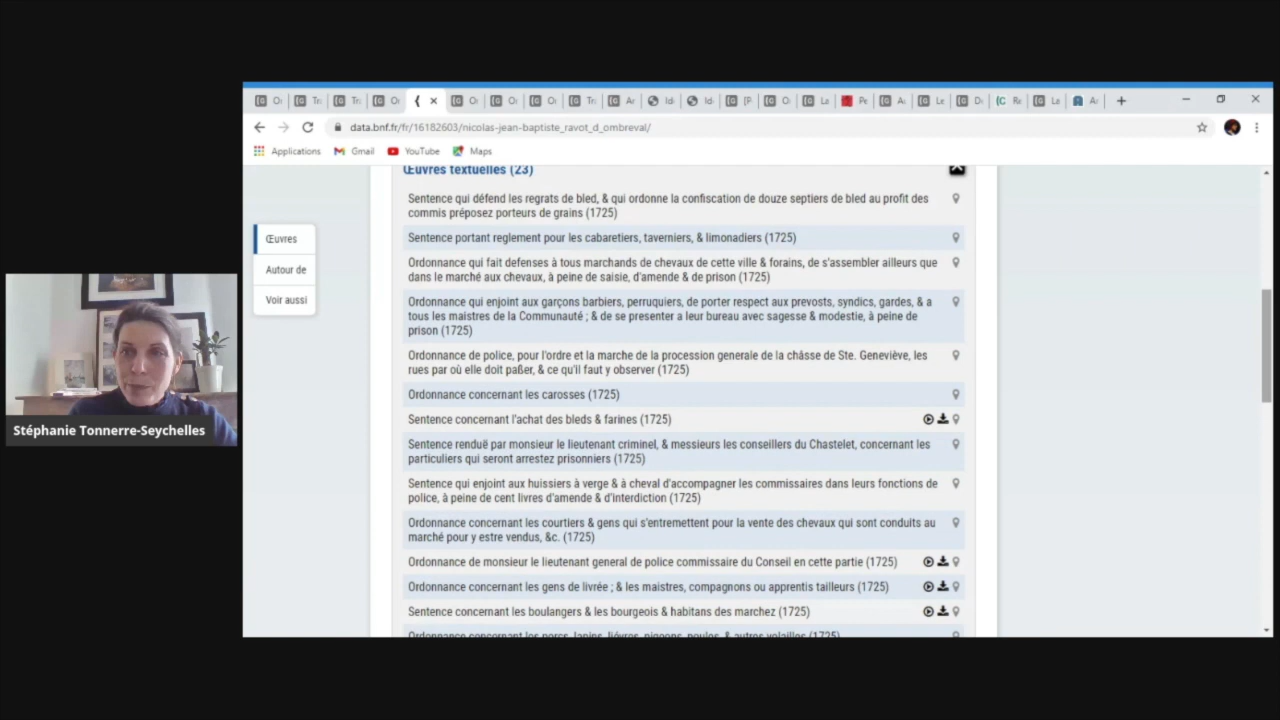 data.bnf.fr/fr/16182603/nicolas-jean-baptiste_ravot_d_ombreval/
Applications Gmail YouTube Maps
Œuvres textuelles (23)
Sentence qui défend les regrats de bled, & qui ordonne la confiscation de douze septiers de bled au profit des
commis préposez porteurs de grains (1725)
Œuvres
Autour de
Voir aussi
Sentence portant reglement pour les cabaretiers, taverniers, & limonadiers (1725)
Ordonnance qui fait defenses à tous marchands de chevaux de cette ville & forains, de s'assembler ailleurs que
dans le marché aux chevaux, à peine de saisie, d'amende & de prison (1725)
Ordonnance qui enjoint aux garçons barbiers, perruquiers, de porter respect aux prevosts, syndics, gardes, & a
tous les maistres de la Communauté ; & de se presenter a leur bureau avec sagesse & modestie, à peine de
prison (1725)
Ordonnance de police, pour l'ordre et la marche de la procession generale de la châsse de Ste. Geneviève, les
rues par où elle doit paßer, & ce qu'il faut y observer (1725)
Ordonnance concernant les carosses (1725)
Sentence concernant l'achat des bleds & farines (1725)
Stéphanie Tonnerre-Seychelles
Sentence renduë par monsieur le lieutenant criminel, & messieurs les conseillers du Chastelet, concernant les
particuliers qui seront arrestez prisonniers (1725)
Sentence qui enjoint aux huissiers à verge & à cheval d'accompagner les commissaires dans leurs fonctions de
police, à peine de cent livres d'amende & d'interdiction (1725)
Ordonnance concernant les courtiers & gens qui s'entremettent pour la vente des chevaux qui sont conduits au
marché pour y estre vendus, &c. (1725)
Ordonnance de monsieur le lieutenant general de police commissaire du Conseil en cette partie (1725)
Ordonnance concernant les gens de livrée ; & les maistres, compagnons ou apprentis tailleurs (1725)
Sentence concernant les boulangers & les bourgeois & habitans des marchez (1725)
Ordonnance concernant les porcs, lapins, liévres, pigeons, poules, & autres volailles (1725)